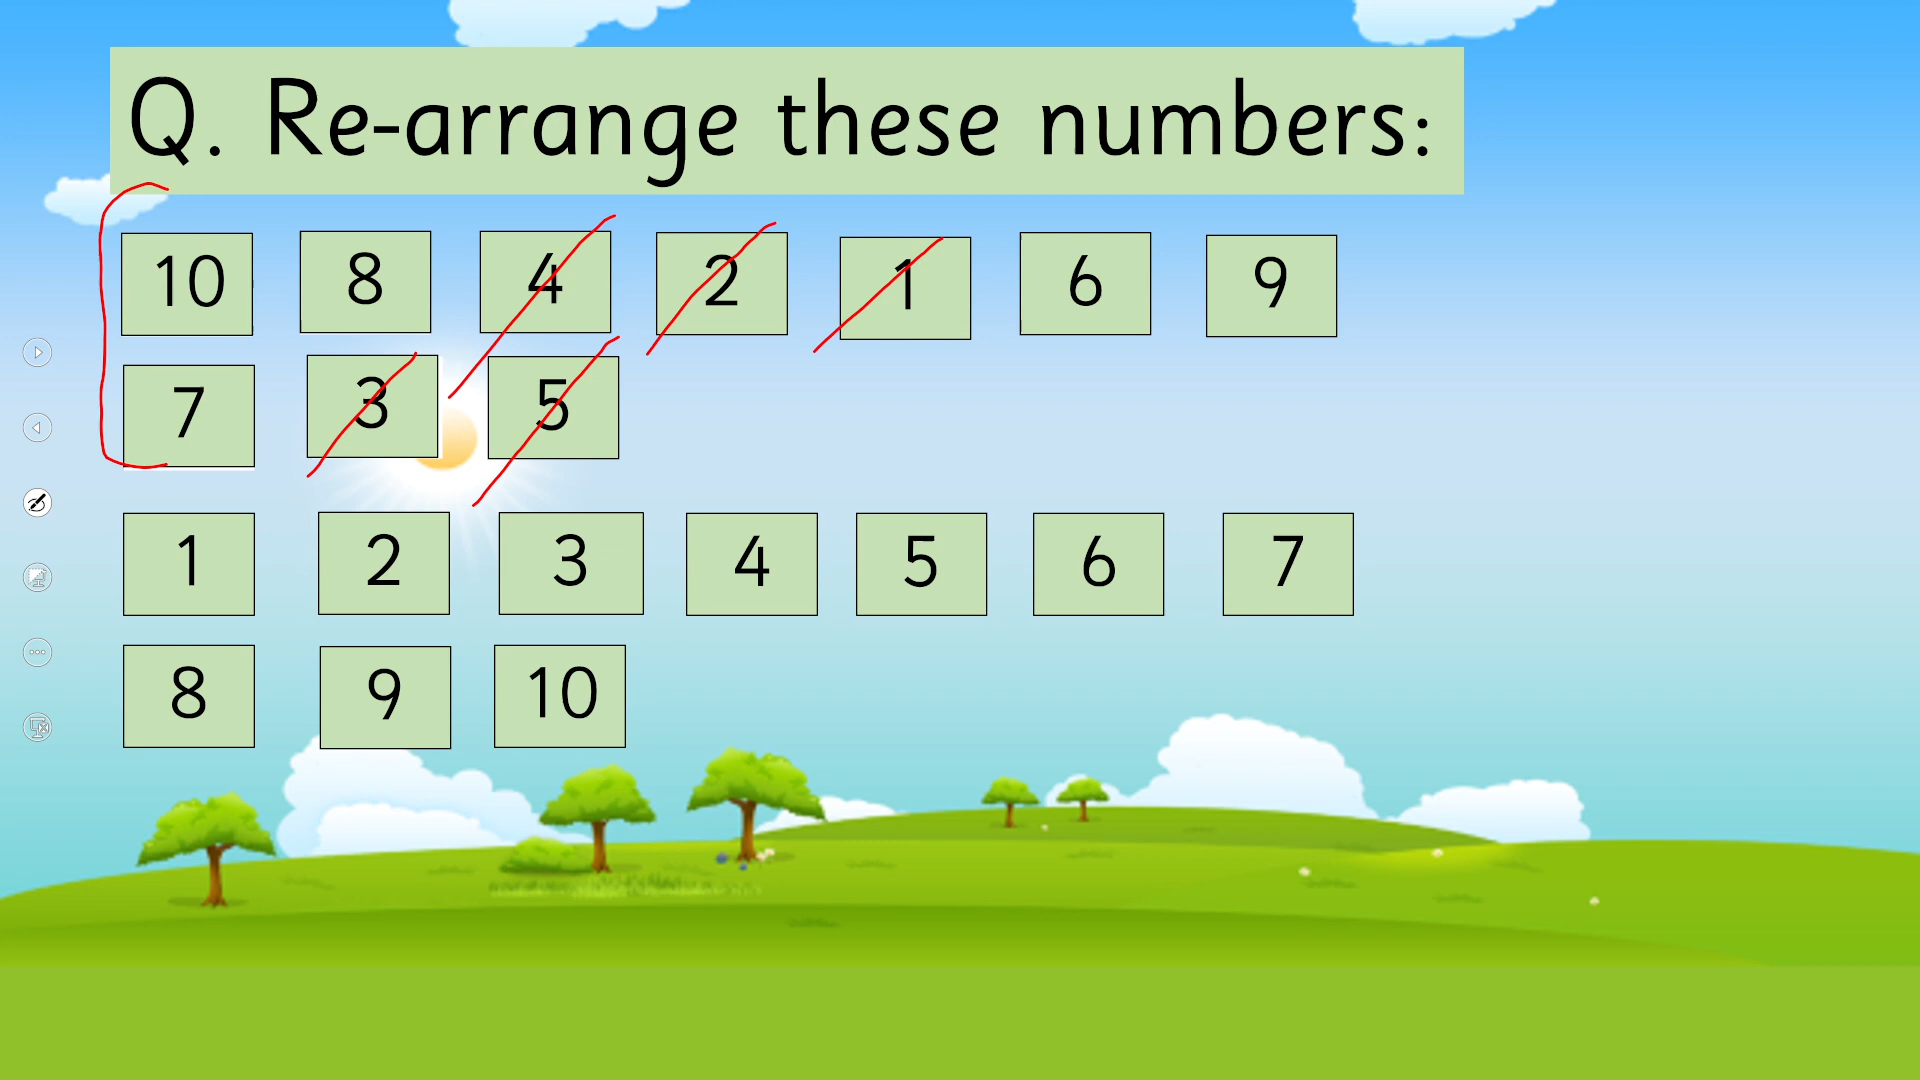 Q. Re-arrange these numbers:
10 8 4 2 1 6 9
7 3 5
1 2 3 4 5 6 7
8 9 10